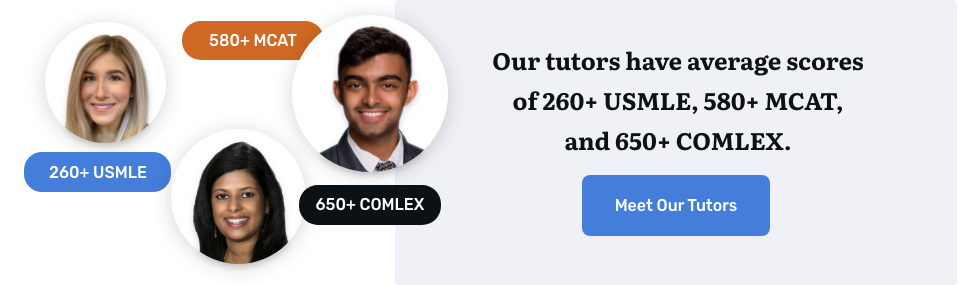 580+ MCAT
260+ USMLE
650+ COMLEX
Our tutors have average scores
of 260+ USMLE, 580+ MCAT,
and 650+ COMLEX.
Meet Our Tutors